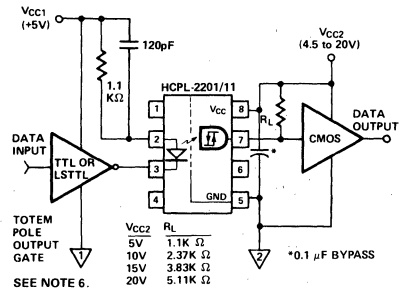 VCC1
(+5V)
120pF
1.1
KΩ
HCPL-2201/11
VCC2
(4.5 to 20V)
1
2
3
4
VCC
8
7
6
GND
5
RL
*
CMOS
DATA
OUTPUT
DATA
INPUT
TTL OR
LSTTL
TOTEM
POLE
OUTPUT
GATE
1
2
*0.1 μF BYPASS
VCC2 RL
5V 1.1K Ω
10V 2.37K Ω
15V 3.83K Ω
20V 5.11K Ω
SEE NOTE 6.